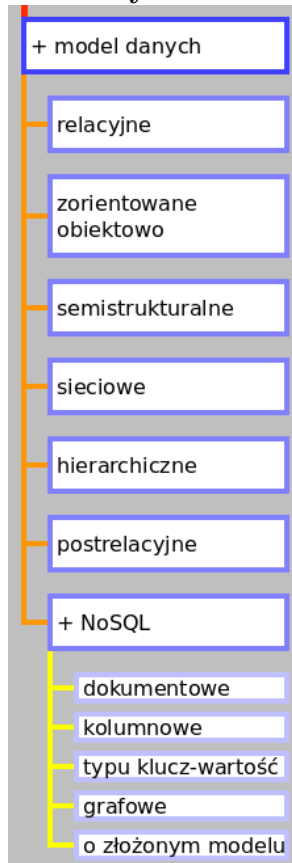 + model danych
relacyjne
zorientowane
obiektowo
semistrukturalne
sieciowe
hierarchiczne
postrelacyjne
+ NoSQL
dokumentowe
kolumnowe
typu klucz-wartość
grafowe
o złożonym modelu